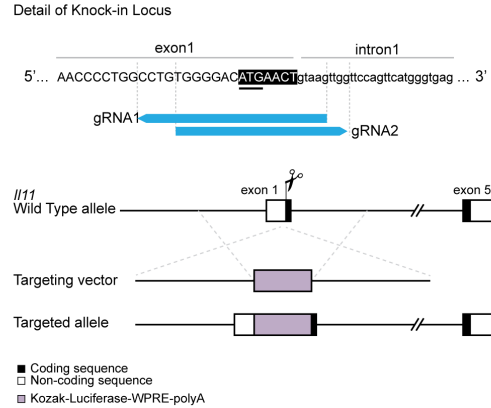 Detail of Knock-in Locus
exon1 intron1
5’... AACCCCTGGCCTGTGGGGACATGAACTgtaagttggttccagttcatgggtgag ... 3’
gRNA1
gRNA2
Il11
Wild Type allele
exon 1
exon 5
Targeting vector
Targeted allele
Coding sequence
Non-coding sequence
Kozak-Luciferase-WPRE-polyA